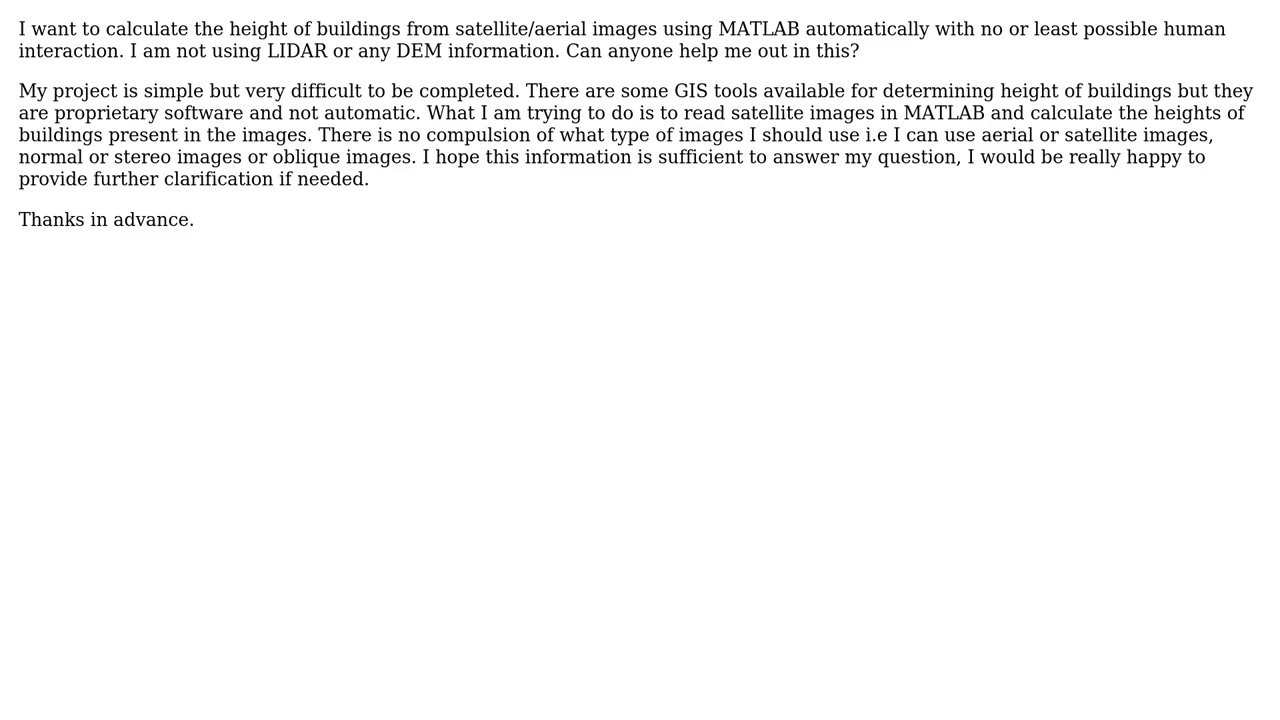 I want to calculate the height of buildings from satellite/aerial images using MATLAB automatically with no or least possible human
interaction. I am not using LIDAR or any DEM information. Can anyone help me out in this?
My project is simple but very difficult to be completed. There are some GIS tools available for determining height of buildings but they
are proprietary software and not automatic. What I am trying to do is to read satellite images in MATLAB and calculate the heights of
buildings present in the images. There is no compulsion of what type of images I should use i.e I can use aerial or satellite images,
normal or stereo images or oblique images. I hope this information is sufficient to answer my question, I would be really happy to
provide further clarification if needed.
Thanks in advance.